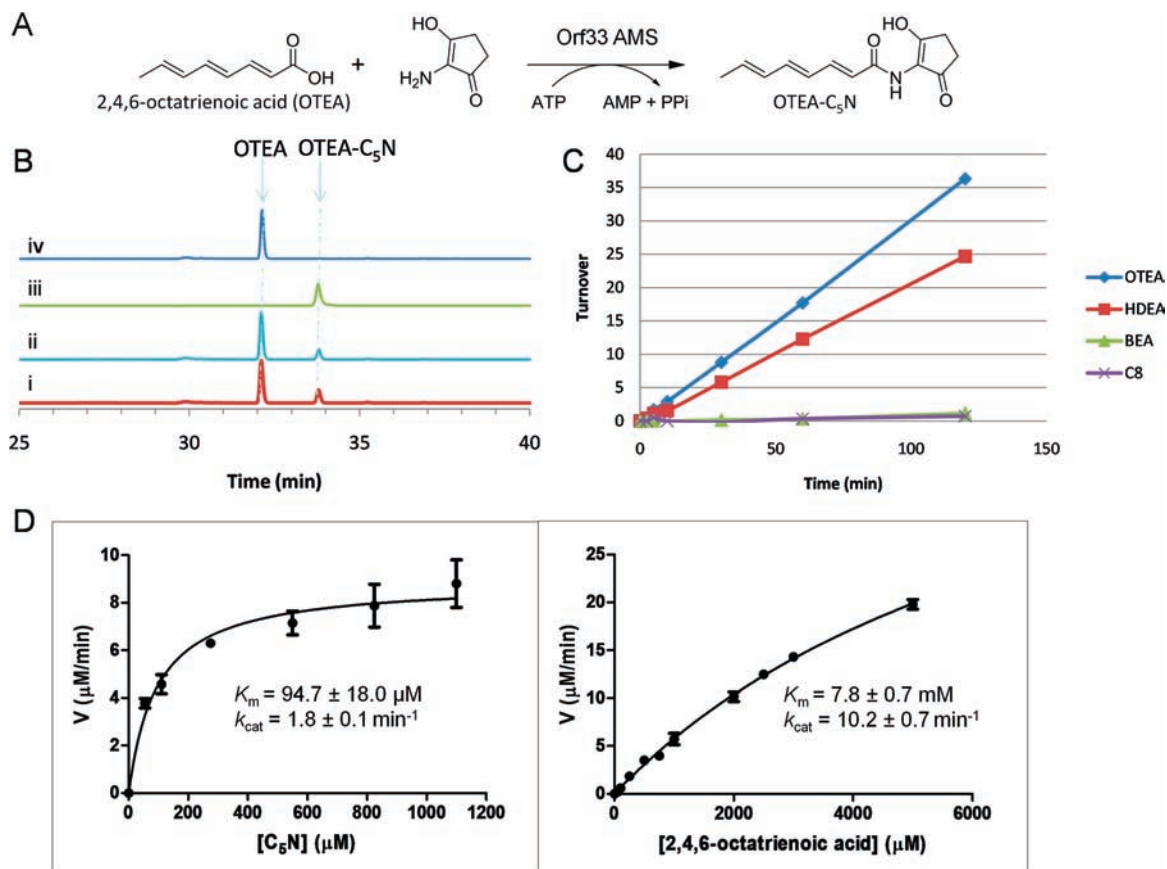 A
HO
O
OH
+
H₂N
O
2,4,6-octatrienoic acid (OTEA)
Orf33 AMS
ATP
AMP + PPi
HO
O
N
H
O
OTEA-C₅N
B
OTEA
OTEA-C₅N
iv
iii
ii
i
25
30
35
40
Time (min)
C
Turnover
40
35
30
25
20
15
10
5
0
0
50
100
150
Time (min)
OTEA
HDEA
BEA
C8
D
V (μM/min)
10
8
6
4
2
0
Kₘ = 94.7 ± 18.0 μM
k_cat = 1.8 ± 0.1 min⁻¹
0
200
400
600
800
1000
1200
[C₅N] (μM)
V (μM/min)
25
20
15
10
5
0
Kₘ = 7.8 ± 0.7 mM
k_cat = 10.2 ± 0.7 min⁻¹
0
2000
4000
6000
[2,4,6-octatrienoic acid] (μM)